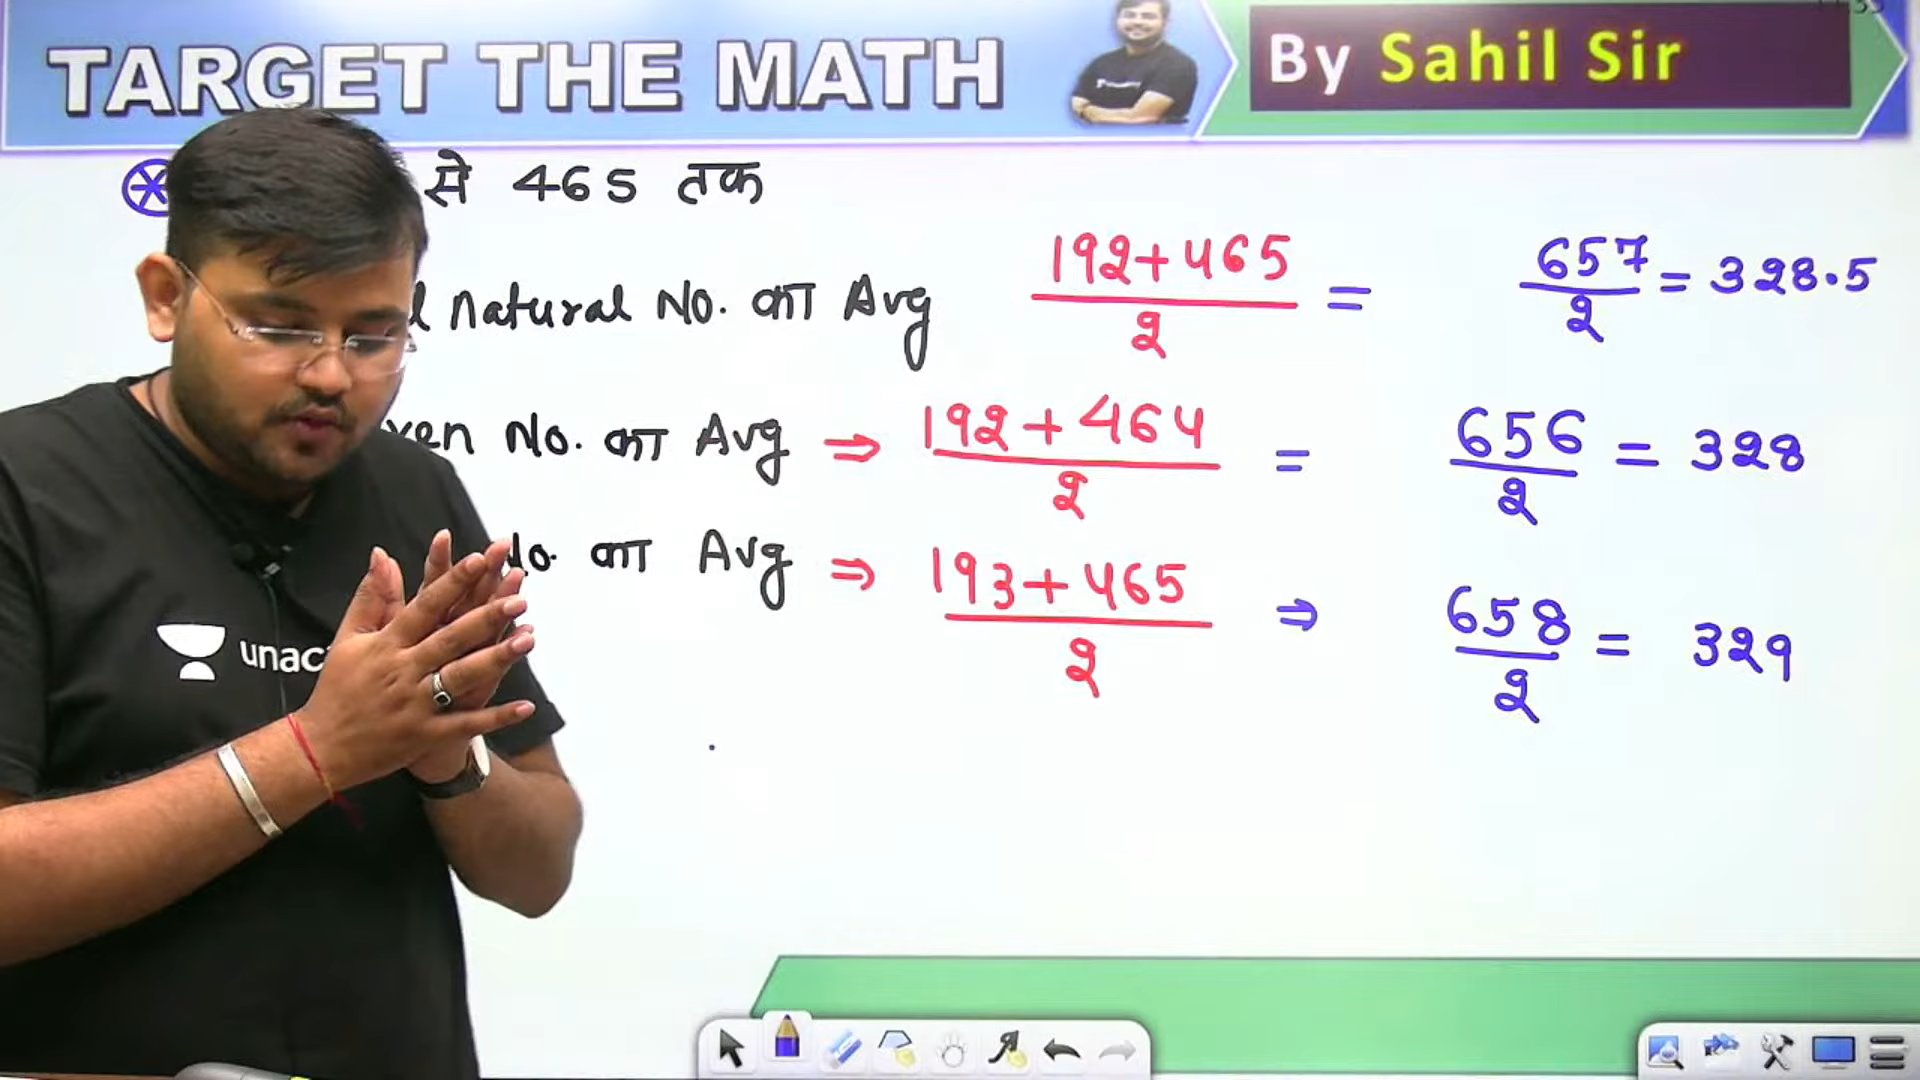 TARGET THE MATH
By Sahil Sir
से 465 तक
natural No. का Avg 192+465 / 2 = 657 / 2 = 328.5
ven No. का Avg ⇒ 192+464 / 2 = 656 / 2 = 328
No. का Avg ⇒ 193+465 / 2 ⇒ 658 / 2 = 329
unac